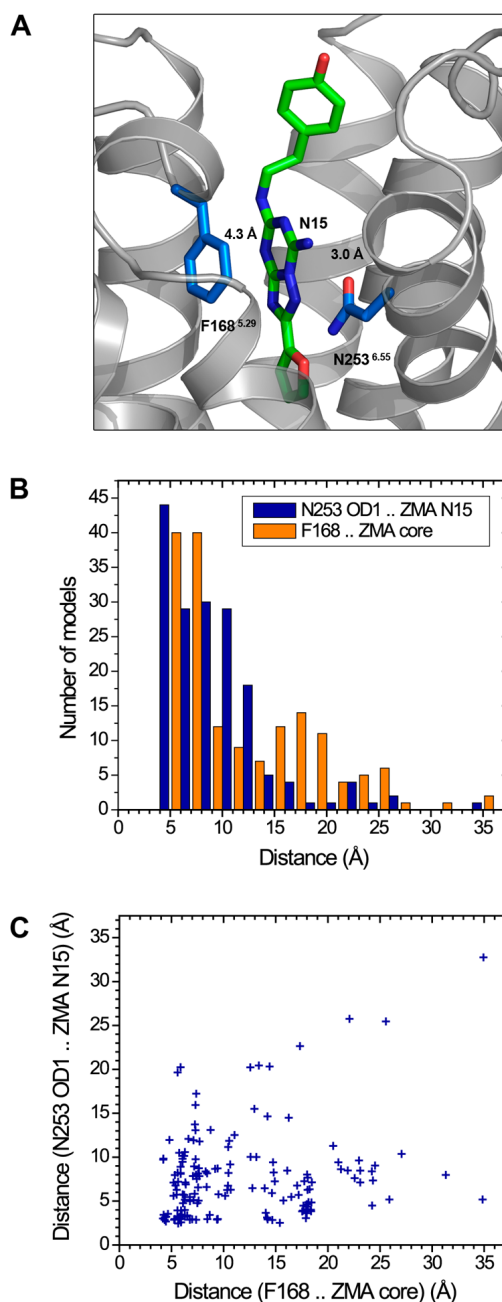 A
N15
4.3 Å
3.0 Å
F168 5.29
N253 6.55
B
45
40
35
30
25
20
15
10
5
0
Number of models
N253 OD1 .. ZMA N15
F168 .. ZMA core
0 5 10 15 20 25 30 35
Distance (Å)
C
35
30
25
20
15
10
5
0
Distance (N253 OD1 .. ZMA N15) (Å)
0 5 10 15 20 25 30 35
Distance (F168 .. ZMA core) (Å)